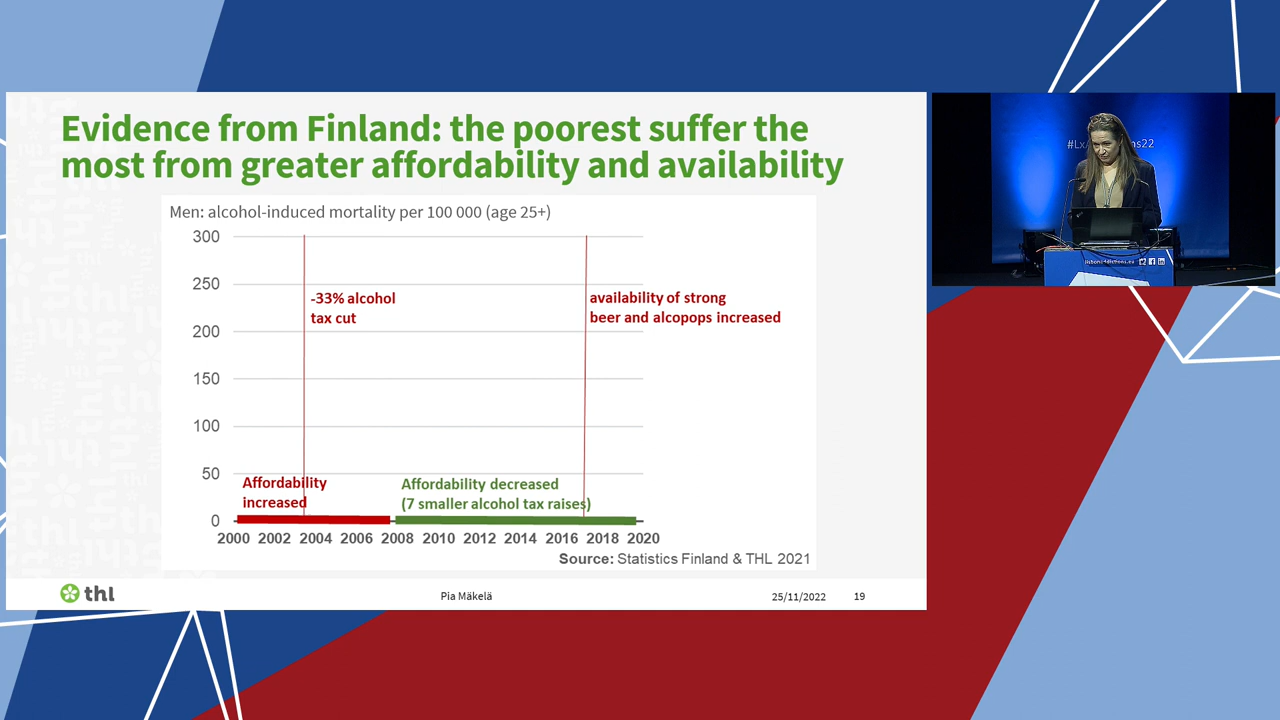 Evidence from Finland: the poorest suffer the
most from greater affordability and availability
Men: alcohol-induced mortality per 100 000 (age 25+)
300
250
200
150
100
50
0
-33% alcohol
tax cut
availability of strong
beer and alcopops increased
Affordability
increased
Affordability decreased
(7 smaller alcohol tax raises)
2000 2002 2004 2006 2008 2010 2012 2014 2016 2018 2020
Source: Statistics Finland & THL 2021
thl
Pia Mäkelä
25/11/2022
19